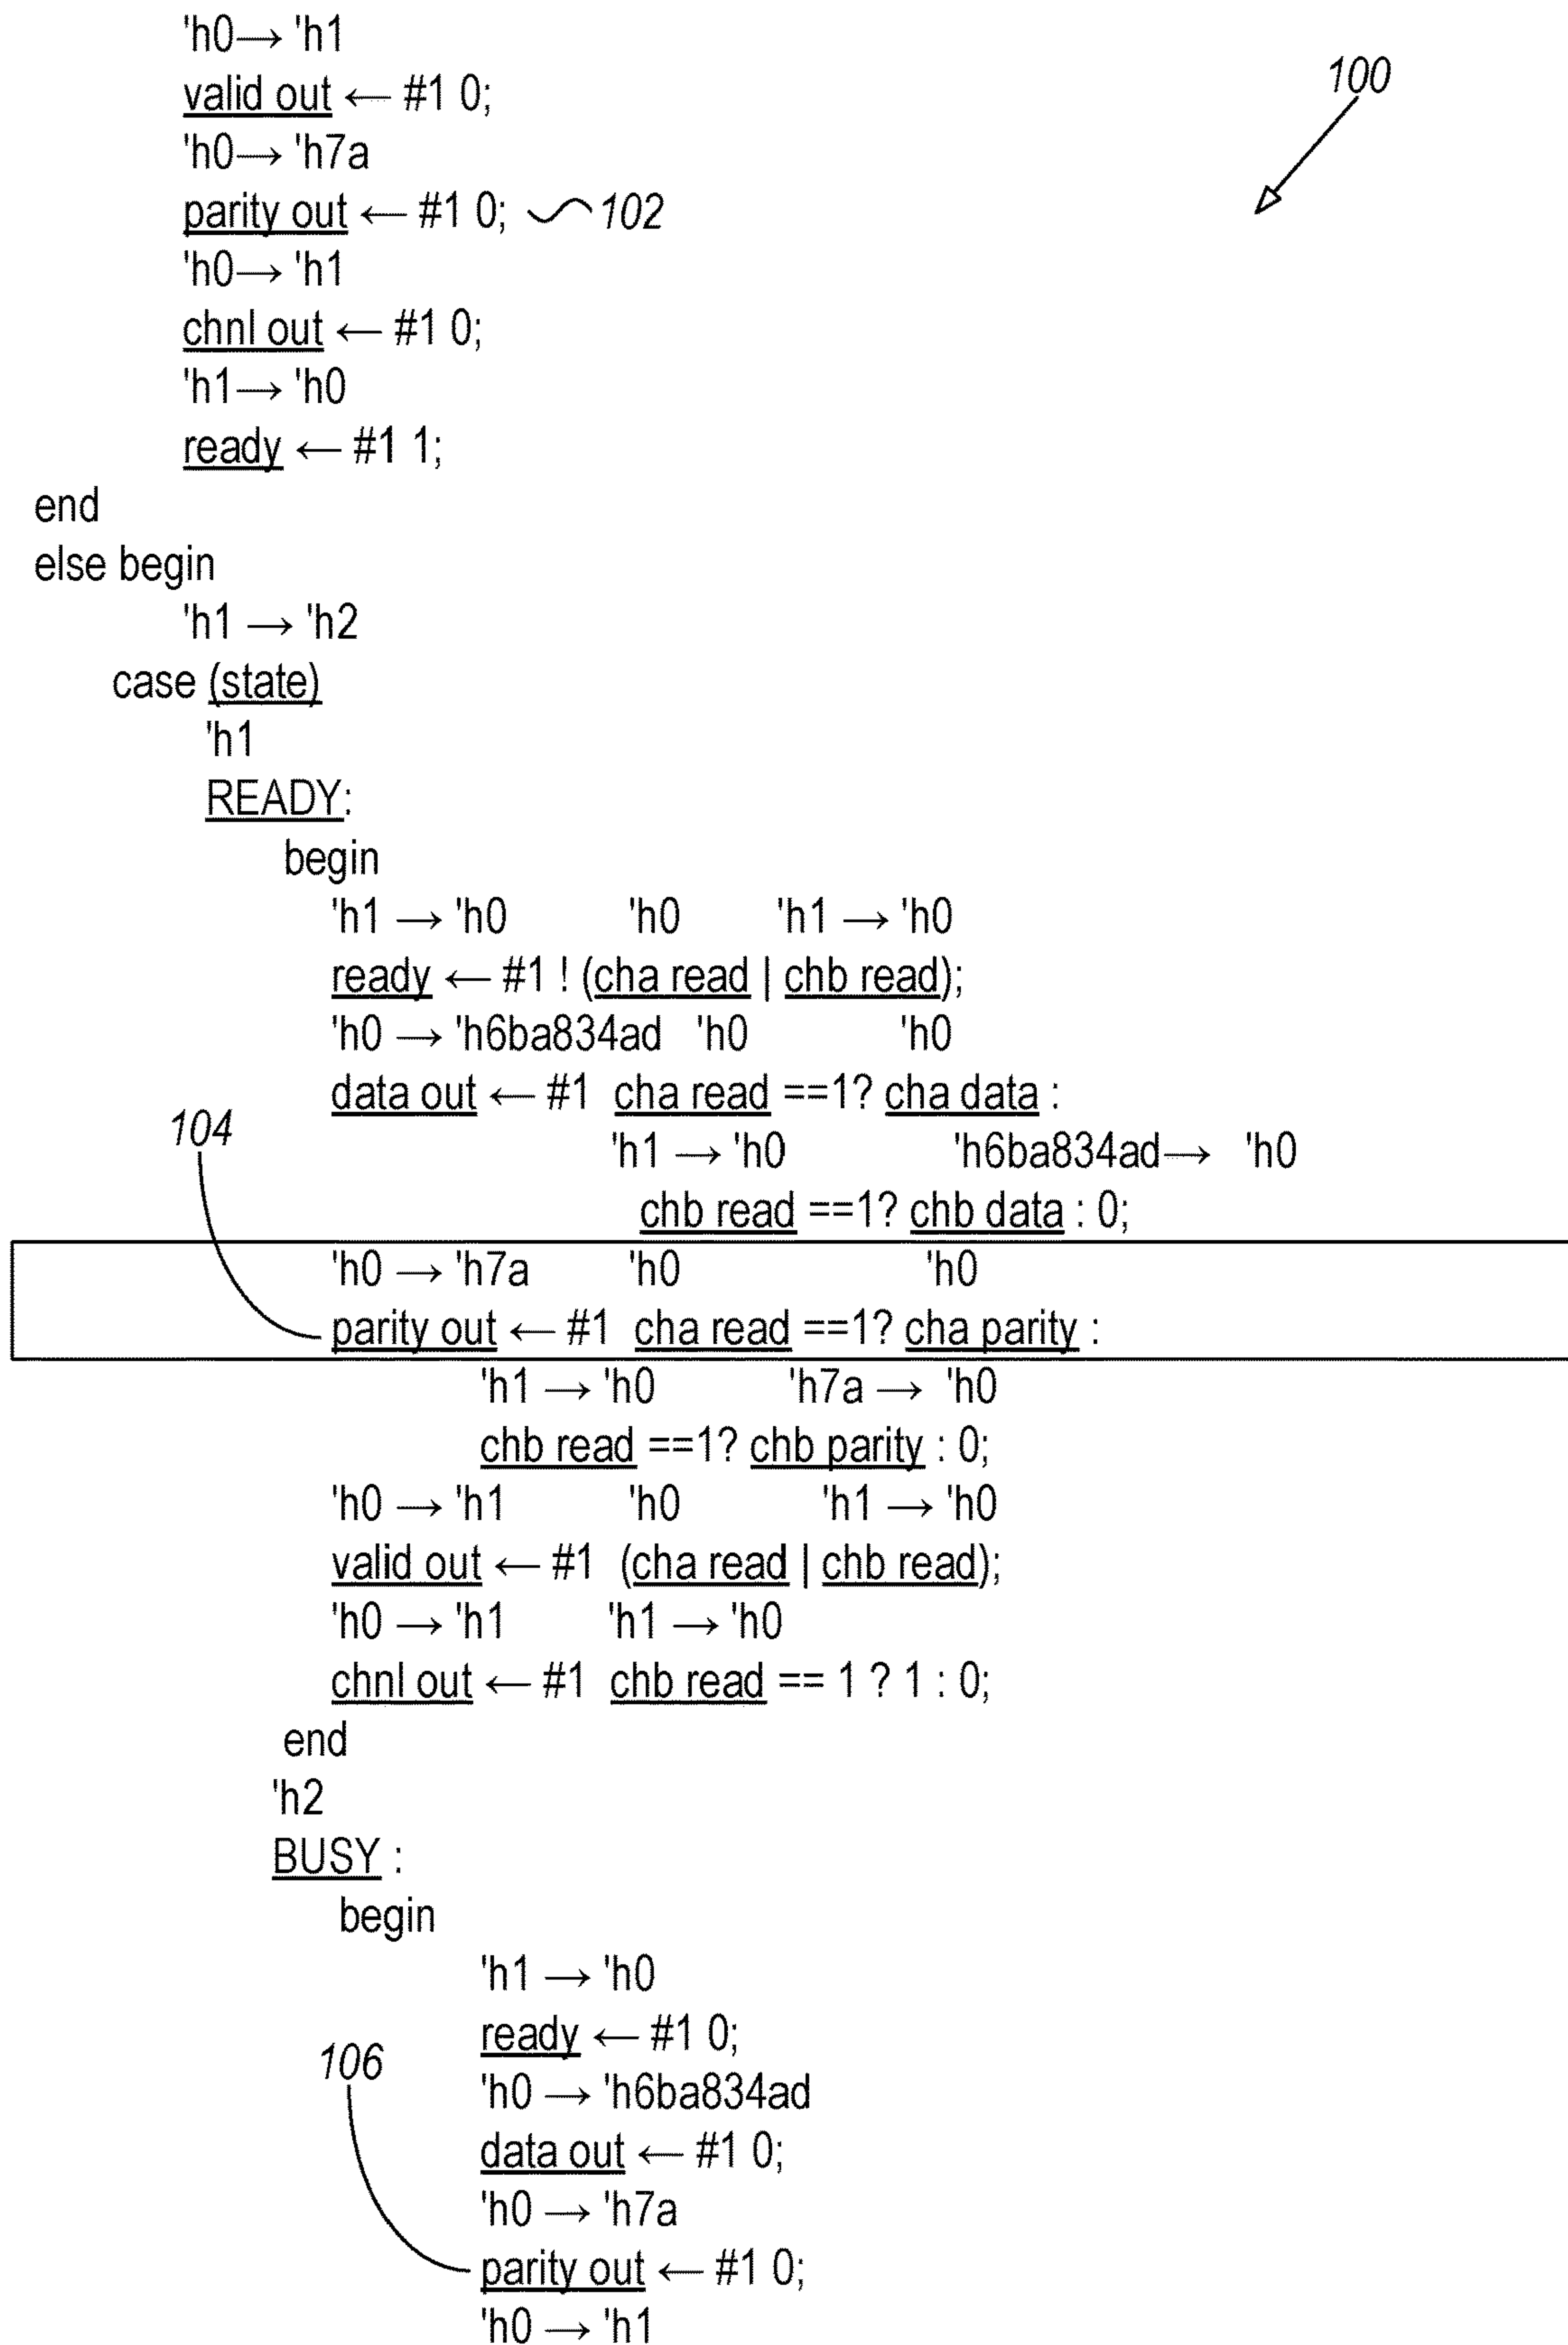 'h0→ 'h1
valid out ← #1 0;
100
'h0→ 'h7a
parity out ← #1 0; 102
'h0→ 'h1
chnl out ← #1 0;
'h1→ 'h0
ready ← #1 1;
end
else begin
'h1 → 'h2
case (state)
'h1
READY:
begin
'h1 → 'h0 'h0 'h1 → 'h0
ready ← #1 ! (cha read | chb read);
'h0 → 'h6ba834ad 'h0 'h0
data out ← #1 cha read ==1? cha data :
104
'h1 → 'h0 'h6ba834ad→ 'h0
chb read ==1? chb data : 0;
'h0 → 'h7a 'h0 'h0
parity out ← #1 cha read ==1? cha parity :
'h1 → 'h0 'h7a → 'h0
chb read ==1? chb parity : 0;
'h0 → 'h1 'h0 'h1 → 'h0
valid out ← #1 (cha read | chb read);
'h0 → 'h1 'h1 → 'h0
chnl out ← #1 chb read == 1 ? 1 : 0;
end
'h2
BUSY :
begin
'h1 → 'h0
ready ← #1 0;
106
'h0 → 'h6ba834ad
data out ← #1 0;
'h0 → 'h7a
parity out ← #1 0;
'h0 → 'h1